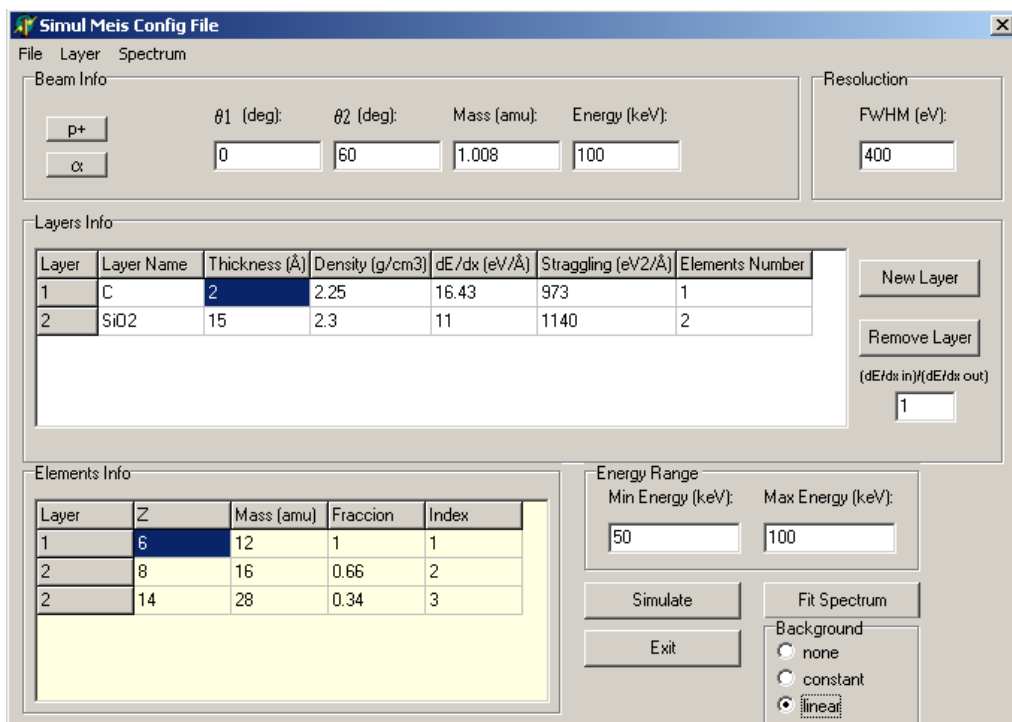 Simul Meis Config File
File Layer Spectrum
Beam Info
p+
α
θ1 (deg): θ2 (deg): Mass (amu): Energy (keV):
0 60 1.008 100
Resoluction
FWHM (eV):
400
Layers Info
Layer Layer Name Thickness (Å) Density (g/cm3) dE/dx (eV/Å) Straggling (eV2/Å) Elements Number
1 C 2 2.25 16.43 973 1
2 SiO2 15 2.3 11 1140 2
New Layer
Remove Layer
(dE/dx in)/(dE/dx out)
1
Elements Info
Layer Z Mass (amu) Fraccion Index
1 6 12 1 1
2 8 16 0.66 2
2 14 28 0.34 3
Energy Range
Min Energy (keV): Max Energy (keV):
50 100
Simulate Fit Spectrum
Exit
Background
none
constant
linear